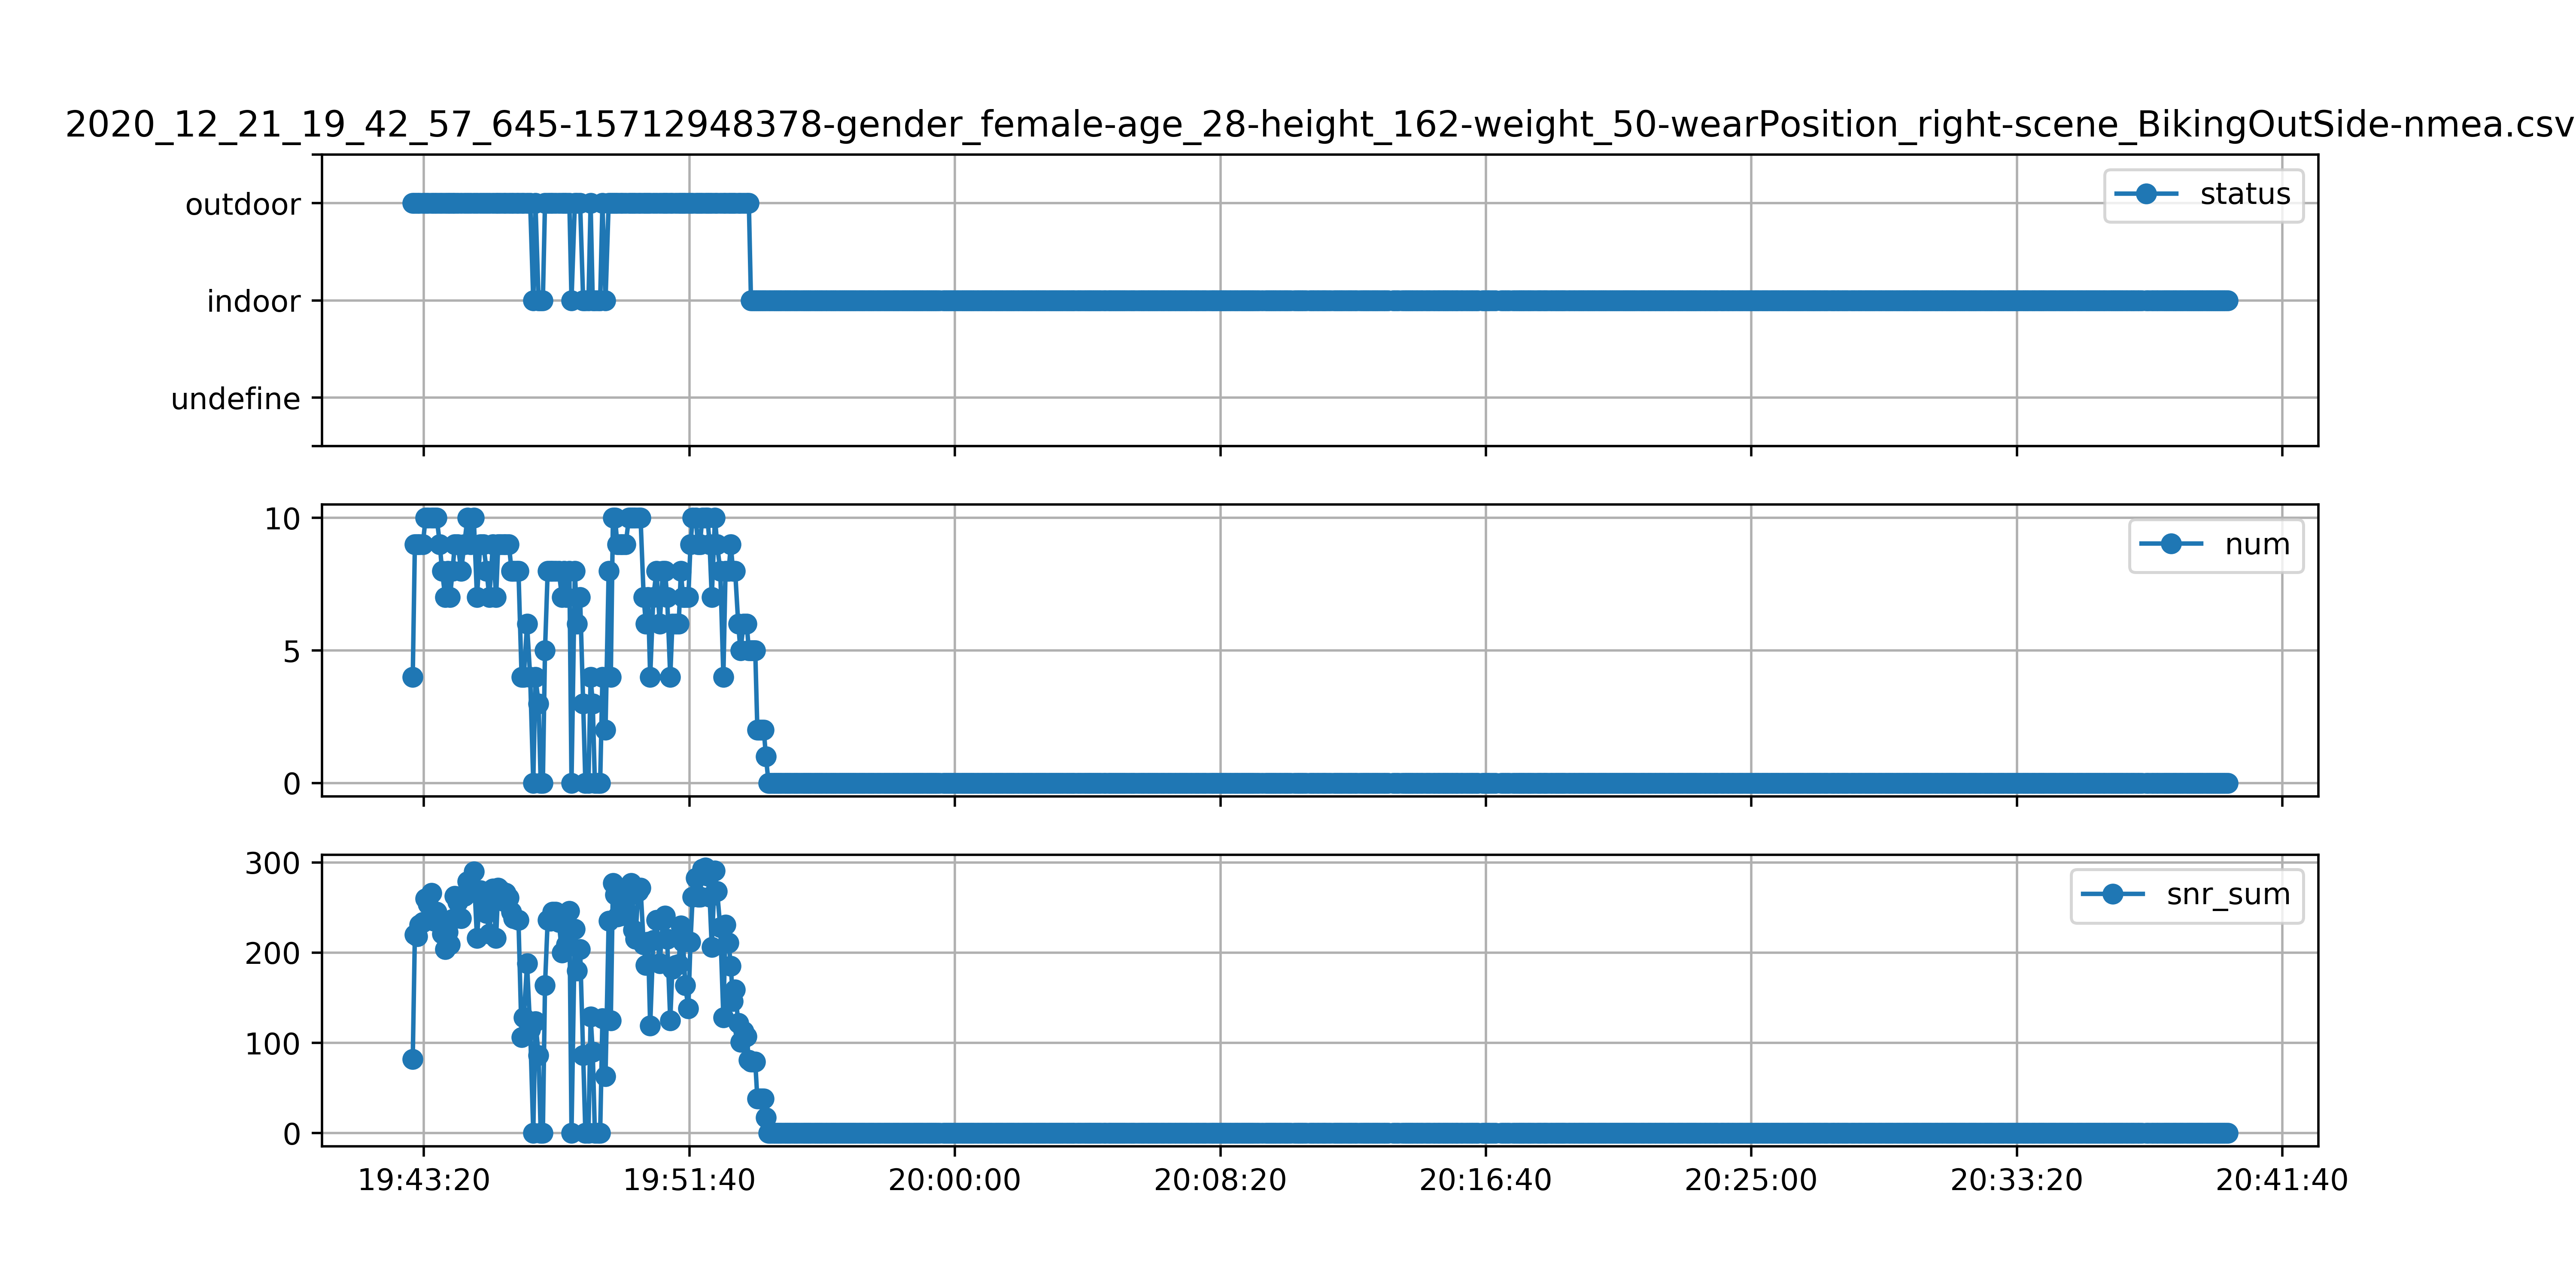 2020_12_21_19_42_57_645-15712948378-gender_female-age_28-height_162-weight_50-wearPosition_right-scene_BikingOutSide-nmea.csv
outdoor
status
indoor
undefine
10
num
5
0
300
snr_sum
200
100
0
19:43:20 19:51:40 20:00:00 20:08:20 20:16:40 20:25:00 20:33:20 20:41:40